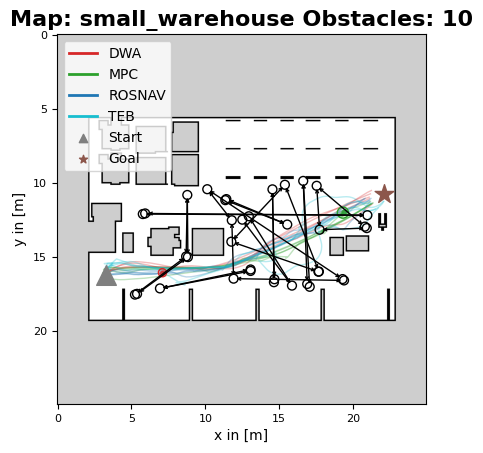 Map: small_warehouse Obstacles: 10
DWA
MPC
ROSNAV
TEB
Start
Goal
0
5
10
15
20
y in [m]
0
5
10
15
20
x in [m]